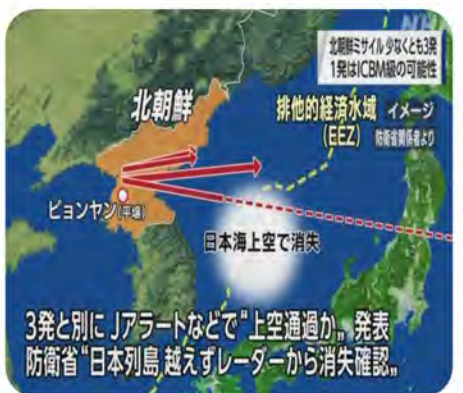 NH
北朝鮮ミサイル 少なくとも3発
1発はICBM級の可能性
北朝鮮
排他的経済水域 イメージ
(EEZ) 防衛省関係者より
ピョンヤン(平壌)
日本海上空で消失
3発と別に Jアラートなどで“上空通過か„ 発表
防衛省“日本列島 越えずレーダーから消失確認„